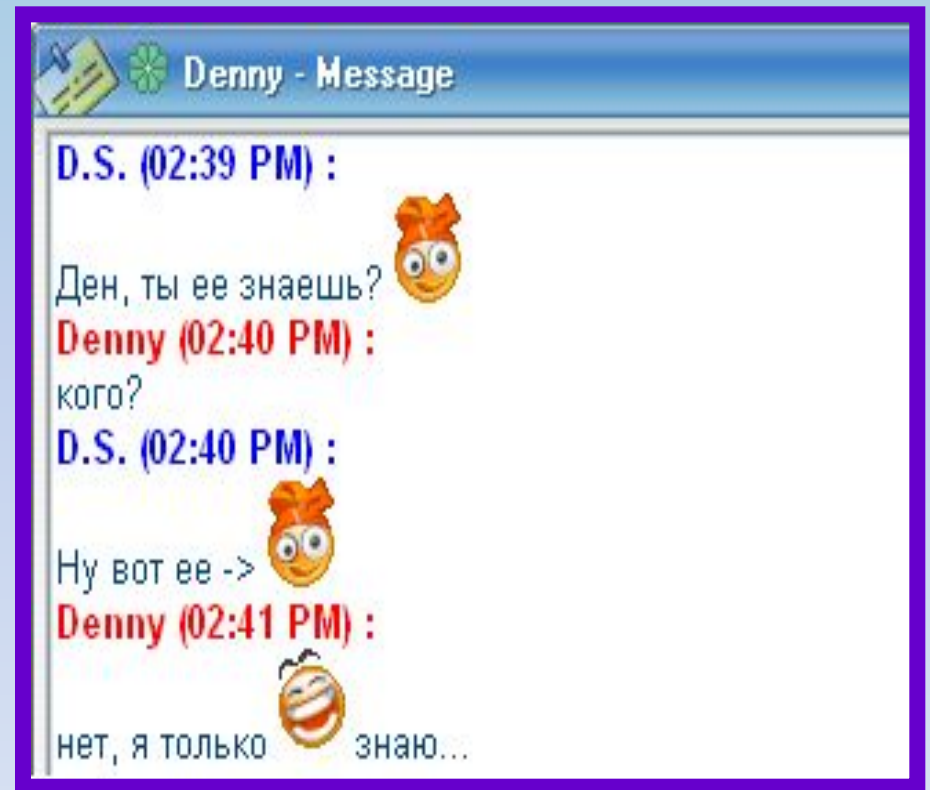 Denny - Message
D.S. (02:39 PM) :
Ден, ты ее знаешь?
Denny (02:40 PM) :
кого?
D.S. (02:40 PM) :
Ну вот ее ->
Denny (02:41 PM) :
нет, я только знаю...